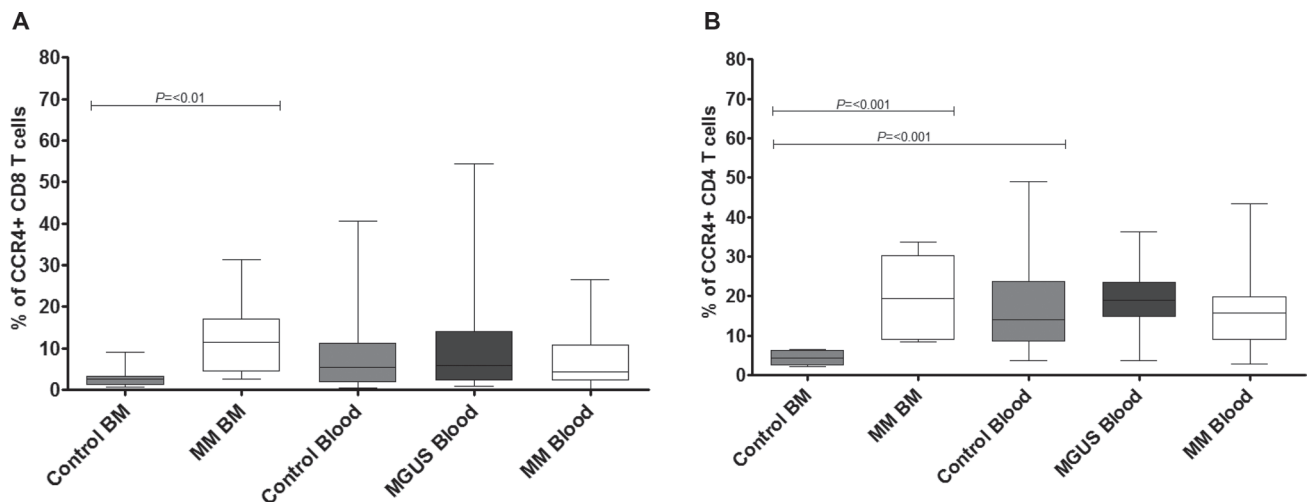 A
% of CCR4+ CD8 T cells
80
70
60
50
40
30
20
10
0
P=<0.01
Control BM
MM BM
Control Blood
MGUS Blood
MM Blood
B
% of CCR4+ CD4 T cells
80
70
60
50
40
30
20
10
0
P=<0.001
P=<0.001
Control BM
MM BM
Control Blood
MGUS Blood
MM Blood